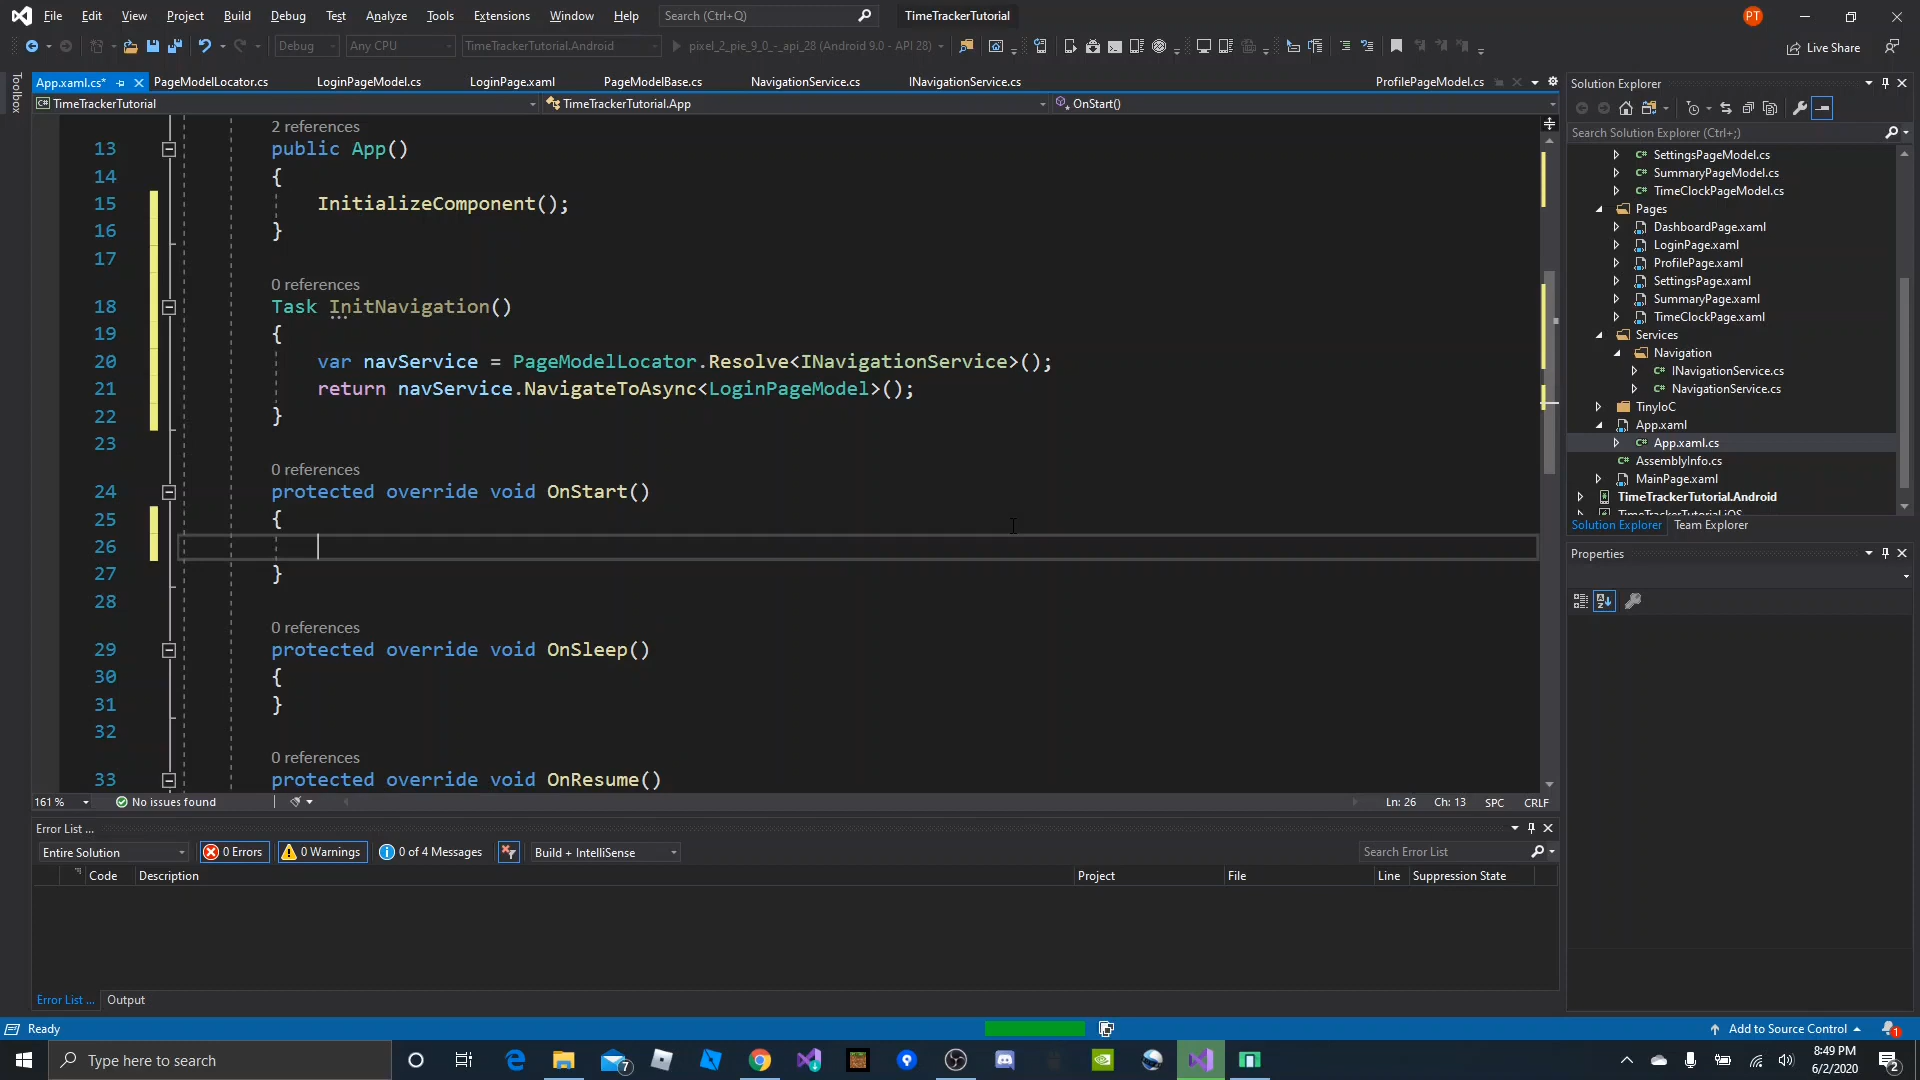 File Edit View Project Build Debug Test Analyze Tools Extensions Window Help Search (Ctrl+Q) TimeTrackerTutorial PT
Debug Any CPU TimeTrackerTutorial.Android pixel_2_pie_9_0_-_api_28 (Android 9.0 - API 28) Live Share
Toolbox
App.xaml.cs* PageModelLocator.cs LoginPageModel.cs LoginPage.xaml PageModelBase.cs NavigationService.cs INavigationService.cs ProfilePageModel.cs
TimeTrackerTutorial TimeTrackerTutorial.App OnStart()
2 references
13 public App()
14 {
15 InitializeComponent();
16 }
17
0 references
18 Task InitNavigation()
19 {
20 var navService = PageModelLocator.Resolve<INavigationService>();
21 return navService.NavigateToAsync<LoginPageModel>();
22 }
23
0 references
24 protected override void OnStart()
25 {
26
27 }
28
0 references
29 protected override void OnSleep()
30 {
31 }
32
0 references
33 protected override void OnResume()
161 % No issues found Ln: 26 Ch: 13 SPC CRLF
Error List ...
Entire Solution 0 Errors 0 Warnings 0 of 4 Messages Build + IntelliSense Search Error List
Code Description Project File Line Suppression State
Error List ... Output
Solution Explorer
Search Solution Explorer (Ctrl+;)
C# SettingsPageModel.cs
C# SummaryPageModel.cs
C# TimeClockPageModel.cs
Pages
DashboardPage.xaml
LoginPage.xaml
ProfilePage.xaml
SettingsPage.xaml
SummaryPage.xaml
TimeClockPage.xaml
Services
Navigation
C# INavigationService.cs
C# NavigationService.cs
TinyIoC
App.xaml
C# App.xaml.cs
C# AssemblyInfo.cs
MainPage.xaml
TimeTrackerTutorial.Android
TimeTrackerTutorial.iOS
Solution Explorer Team Explorer
Properties
Ready Add to Source Control 1
Type here to search 7 8:49 PM
6/2/2020 2